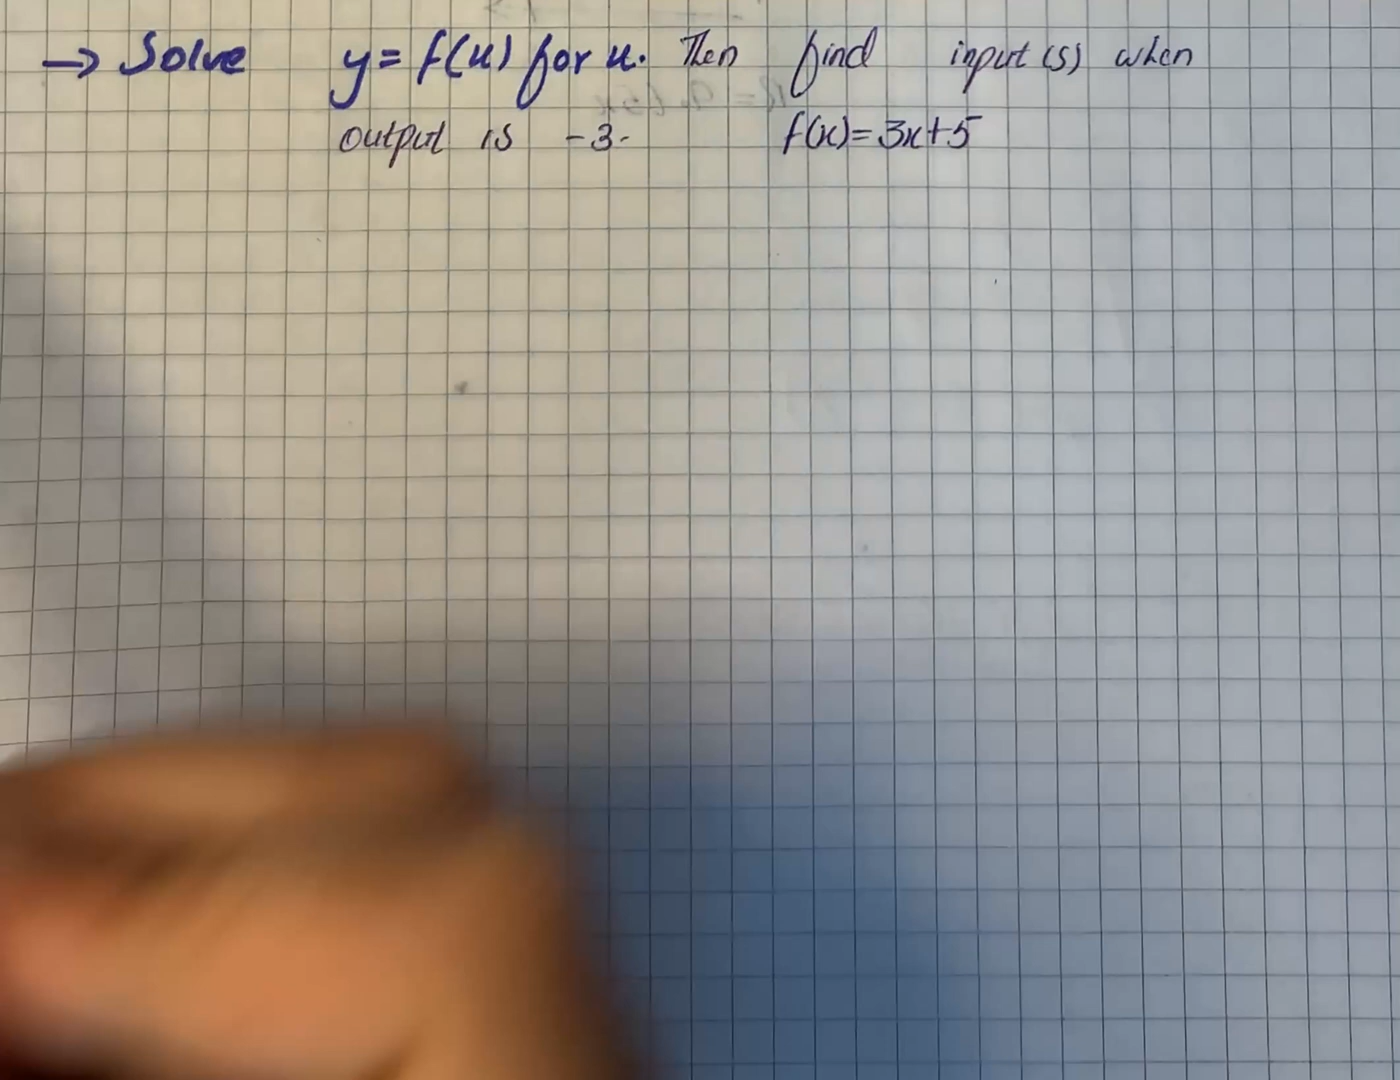 → Solve y = f(x) for x. Then find input(s) when
output is -3. f(x) = 3x+5